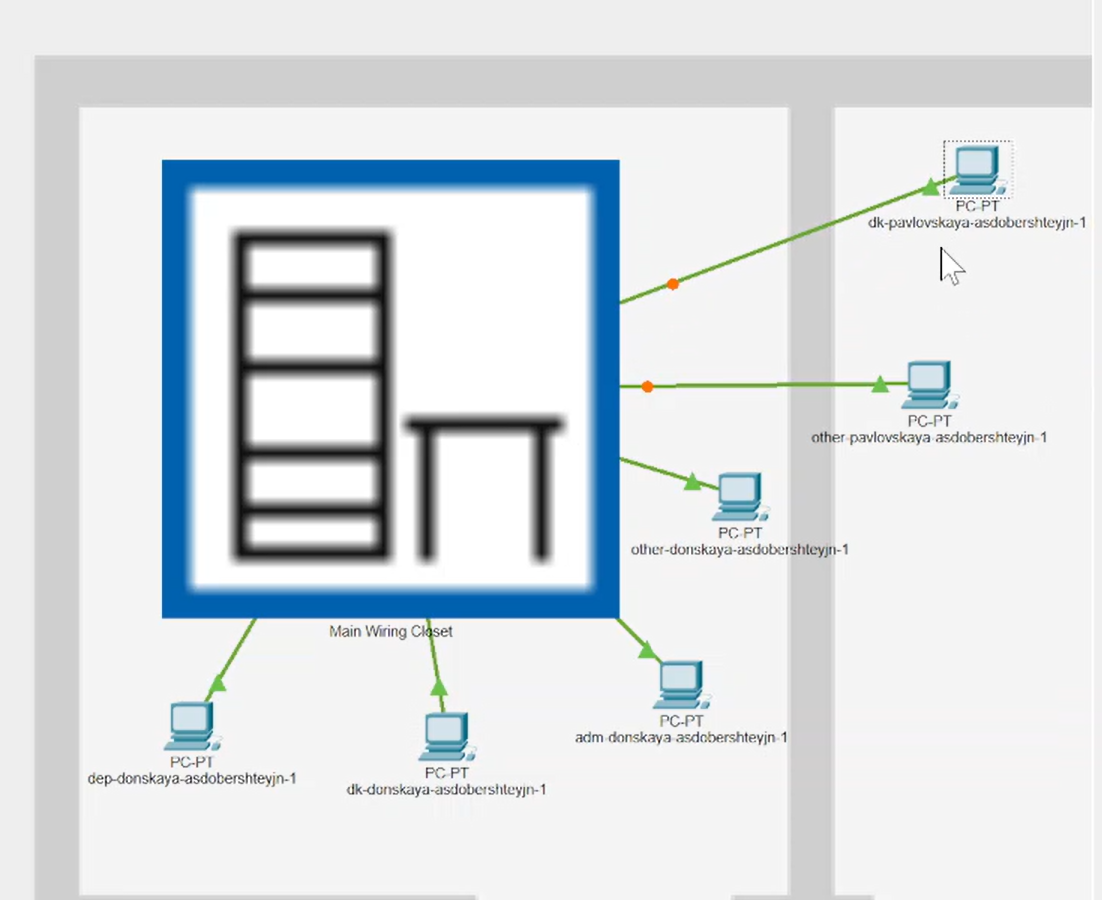 PC-PT
dk-pavlovskaya-asdobershteyjn-1
PC-PT
other-pavlovskaya-asdobershteyjn-1
PC-PT
other-donskaya-asdobershteyjn-1
Main Wiring Closet
PC-PT
adm-donskaya-asdobershteyjn-1
PC-PT
dep-donskaya-asdobershteyjn-1
PC-PT
dk-donskaya-asdobershteyjn-1